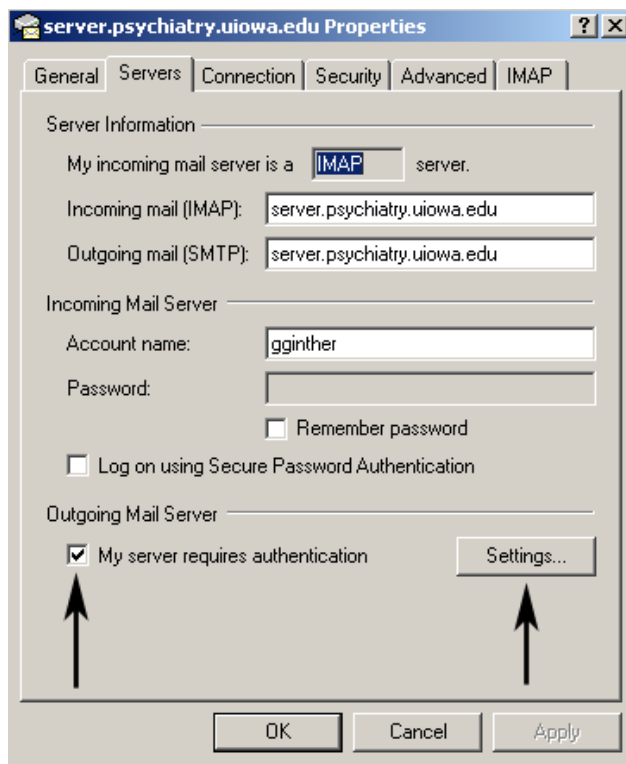 server.psychiatry.uiowa.edu Properties
General Servers Connection Security Advanced IMAP
Server Information
My incoming mail server is a IMAP server.
Incoming mail (IMAP): server.psychiatry.uiowa.edu
Outgoing mail (SMTP): server.psychiatry.uiowa.edu
Incoming Mail Server
Account name: gginther
Password:
Remember password
Log on using Secure Password Authentication
Outgoing Mail Server
My server requires authentication Settings...
OK Cancel Apply